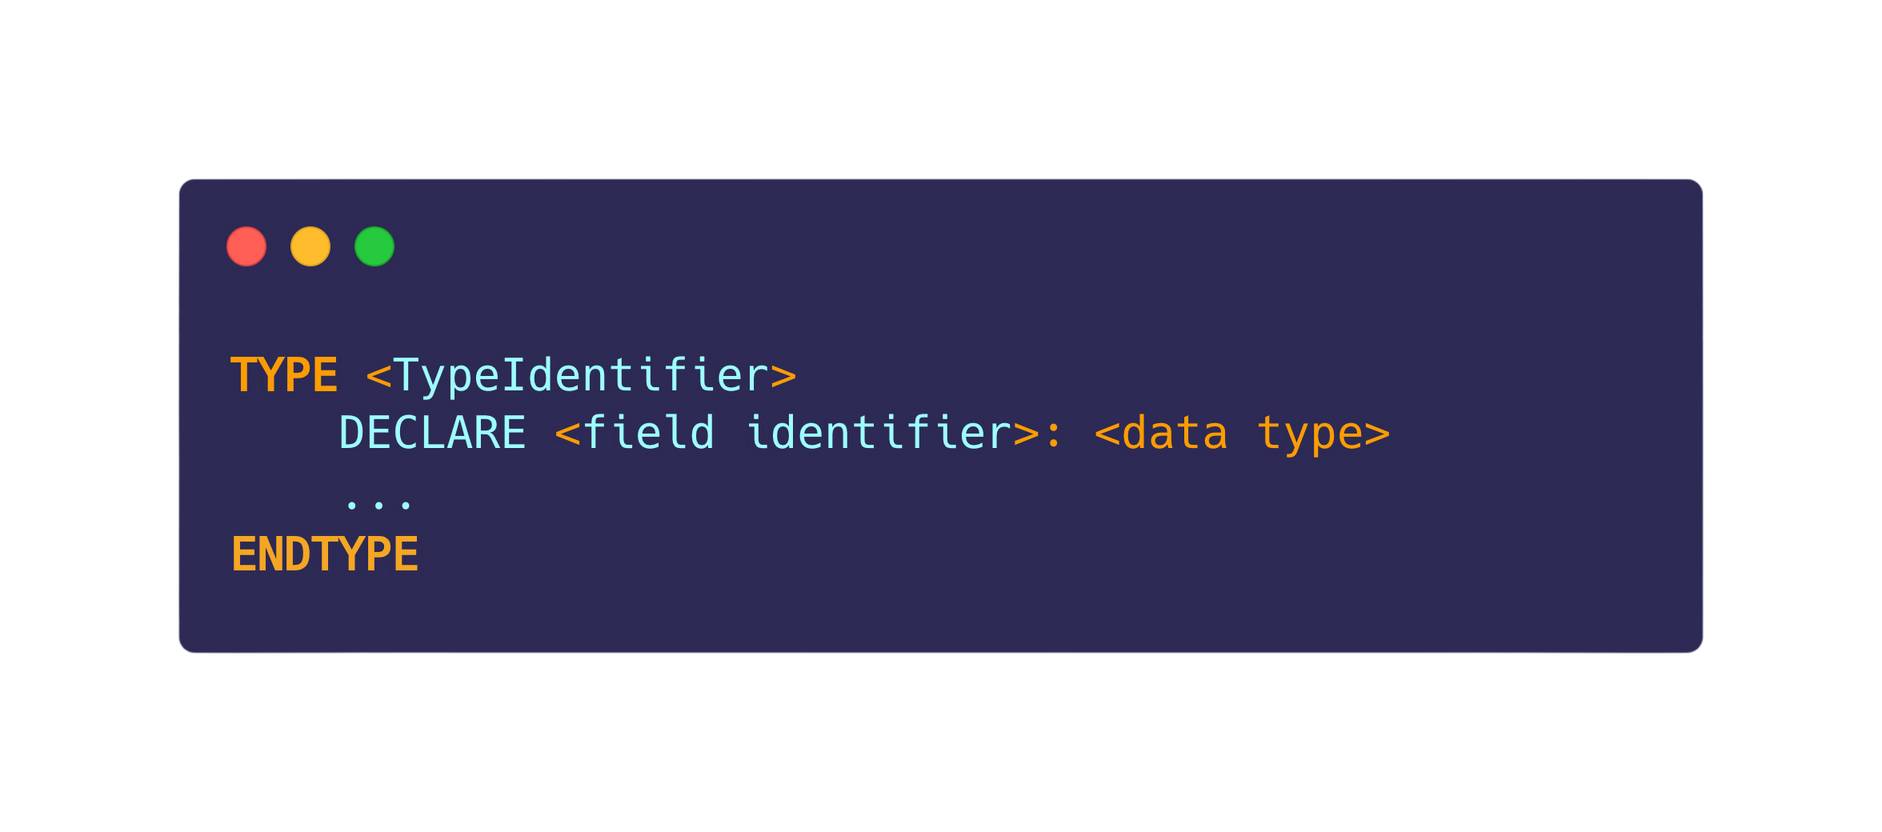 TYPE <TypeIdentifier>
    DECLARE <field identifier>: <data type>
    ...
ENDTYPE